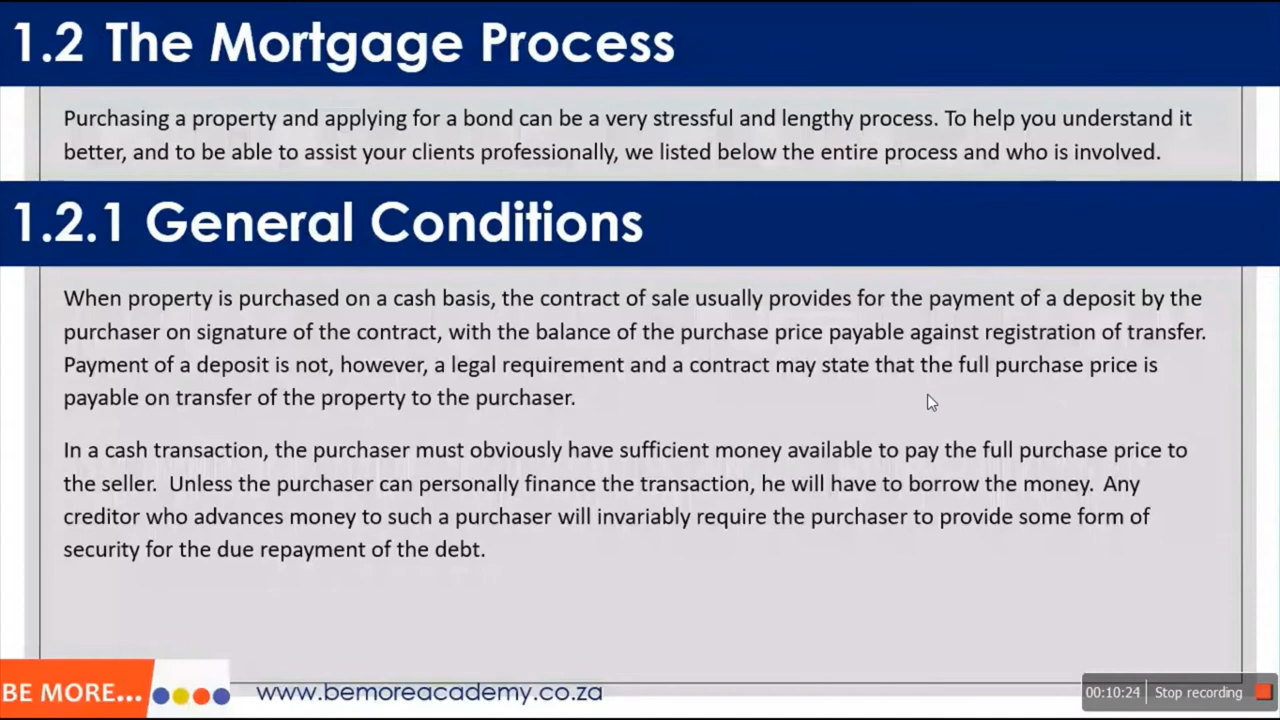 1.2 The Mortgage Process
Purchasing a property and applying for a bond can be a very stressful and lengthy process. To help you understand it
better, and to be able to assist your clients professionally, we listed below the entire process and who is involved.
1.2.1 General Conditions
When property is purchased on a cash basis, the contract of sale usually provides for the payment of a deposit by the
purchaser on signature of the contract, with the balance of the purchase price payable against registration of transfer.
Payment of a deposit is not, however, a legal requirement and a contract may state that the full purchase price is
payable on transfer of the property to the purchaser.
In a cash transaction, the purchaser must obviously have sufficient money available to pay the full purchase price to
the seller.  Unless the purchaser can personally finance the transaction, he will have to borrow the money.  Any
creditor who advances money to such a purchaser will invariably require the purchaser to provide some form of
security for the due repayment of the debt.
BE MORE...
www.bemoreacademy.co.za
00:10:24 Stop recording